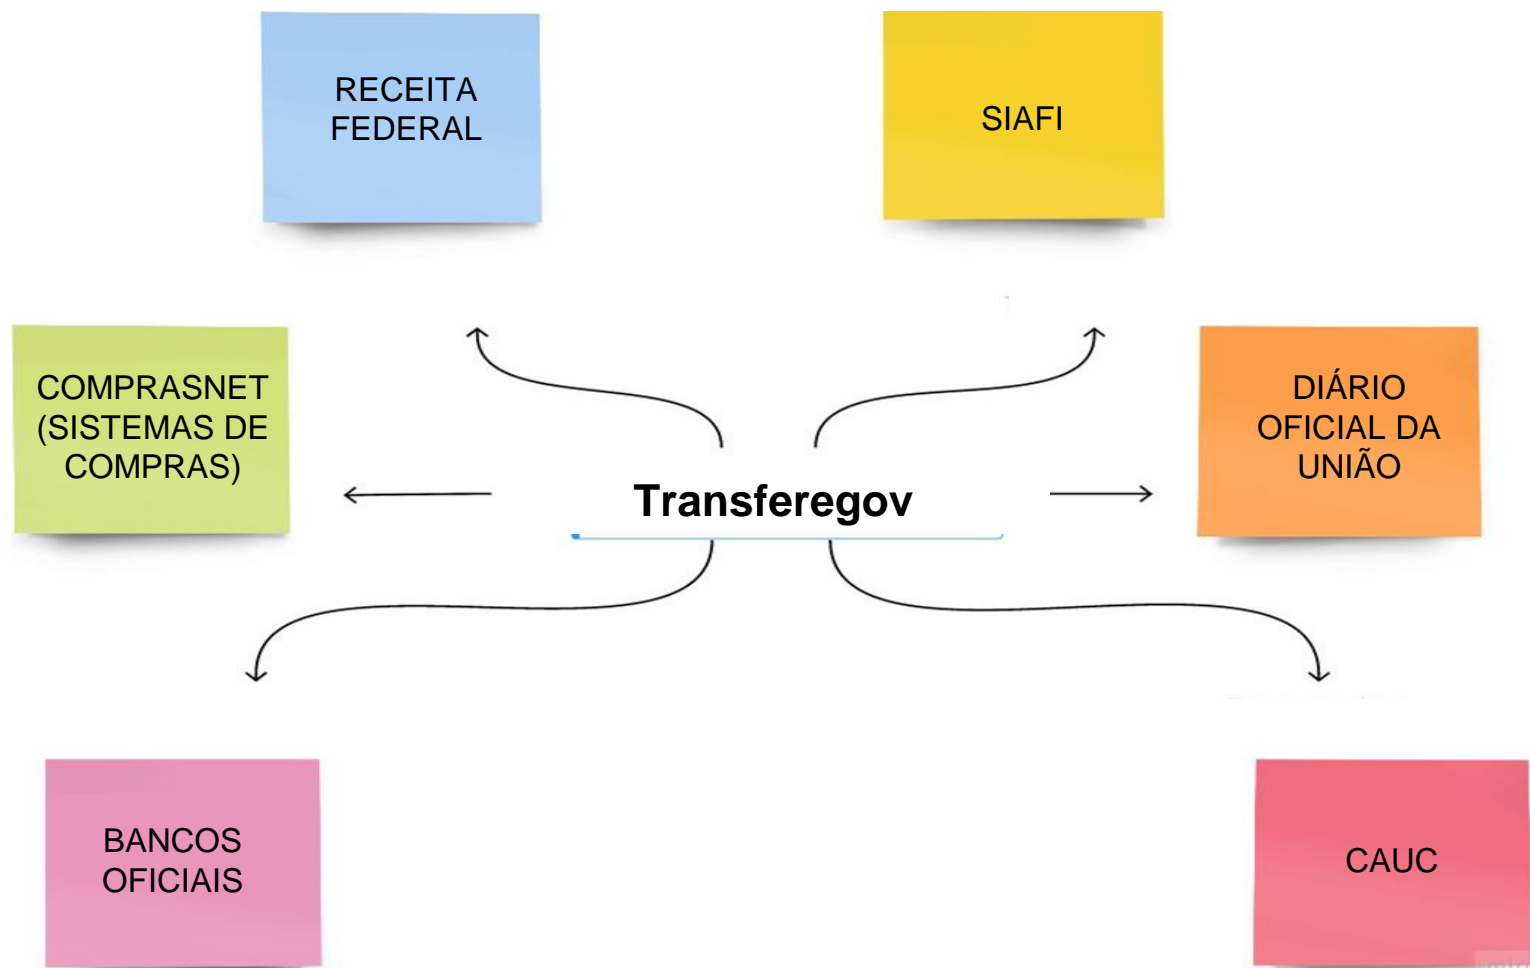 RECEITA
FEDERAL
SIAFI
COMPRASNET
(SISTEMAS DE
COMPRAS)
DIÁRIO
OFICIAL DA
UNIÃO
Transferegov
BANCOS
OFICIAIS
CAUC